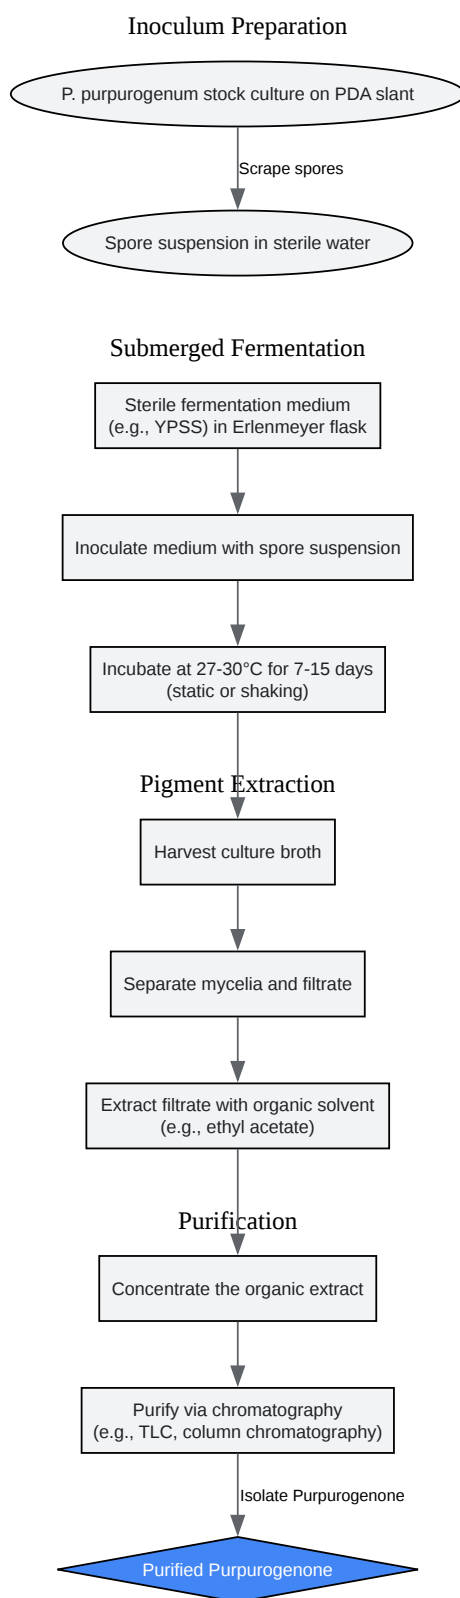 Inoculum Preparation
P. purpurogenum stock culture on PDA slant
Scrape spores
Spore suspension in sterile water
Submerged Fermentation
Sterile fermentation medium
(e.g., YPSS) in Erlenmeyer flask
Inoculate medium with spore suspension
Incubate at 27-30°C for 7-15 days
(static or shaking)
Pigment Extraction
Harvest culture broth
Separate mycelia and filtrate
Extract filtrate with organic solvent
(e.g., ethyl acetate)
Purification
Concentrate the organic extract
Purify via chromatography
(e.g., TLC, column chromatography)
Isolate Purpurogenone
Purified Purpurogenone